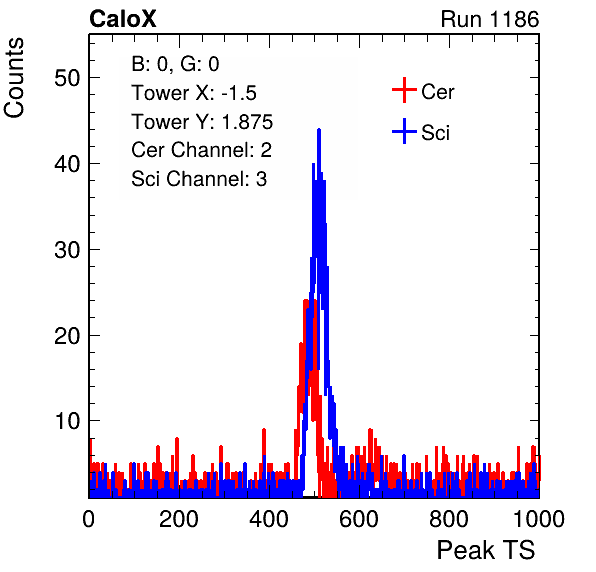 CaloX Run 1186
Counts
B: 0, G: 0
Tower X: -1.5
Tower Y: 1.875
Cer Channel: 2
Sci Channel: 3
Cer
Sci
50
40
30
20
10
0 200 400 600 800 1000
Peak TS